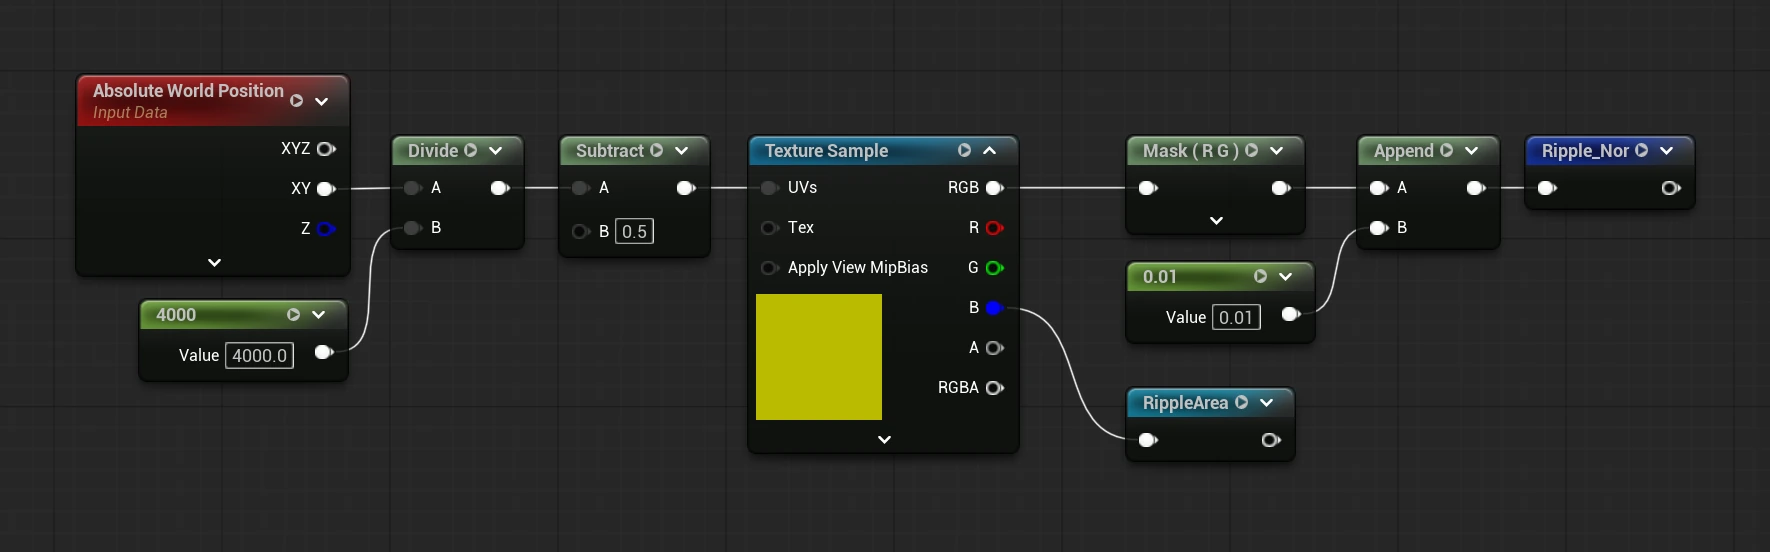 Absolute World Position
Input Data
XYZ
XY
Z
4000
Value 4000.0
Divide
A
B
Subtract
A
B 0.5
Texture Sample
UVs
RGB
Tex
R
Apply View MipBias
G
B
A
RGBA
Mask ( R G )
0.01
Value 0.01
RippleArea
Append
A
B
Ripple_Nor